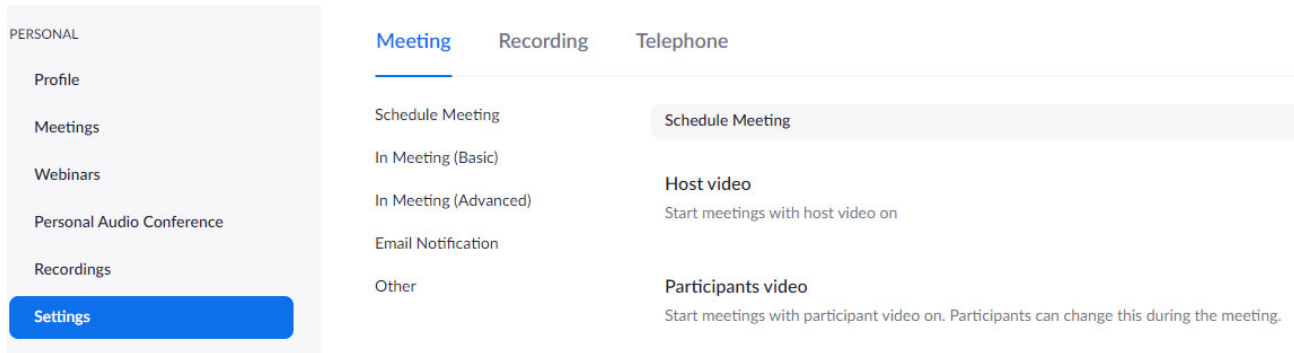 PERSONAL
Profile
Meetings
Webinars
Personal Audio Conference
Recordings
Settings
Meeting Recording Telephone
Schedule Meeting
In Meeting (Basic)
In Meeting (Advanced)
Email Notification
Other
Schedule Meeting
Host video
Start meetings with host video on
Participants video
Start meetings with participant video on. Participants can change this during the meeting.